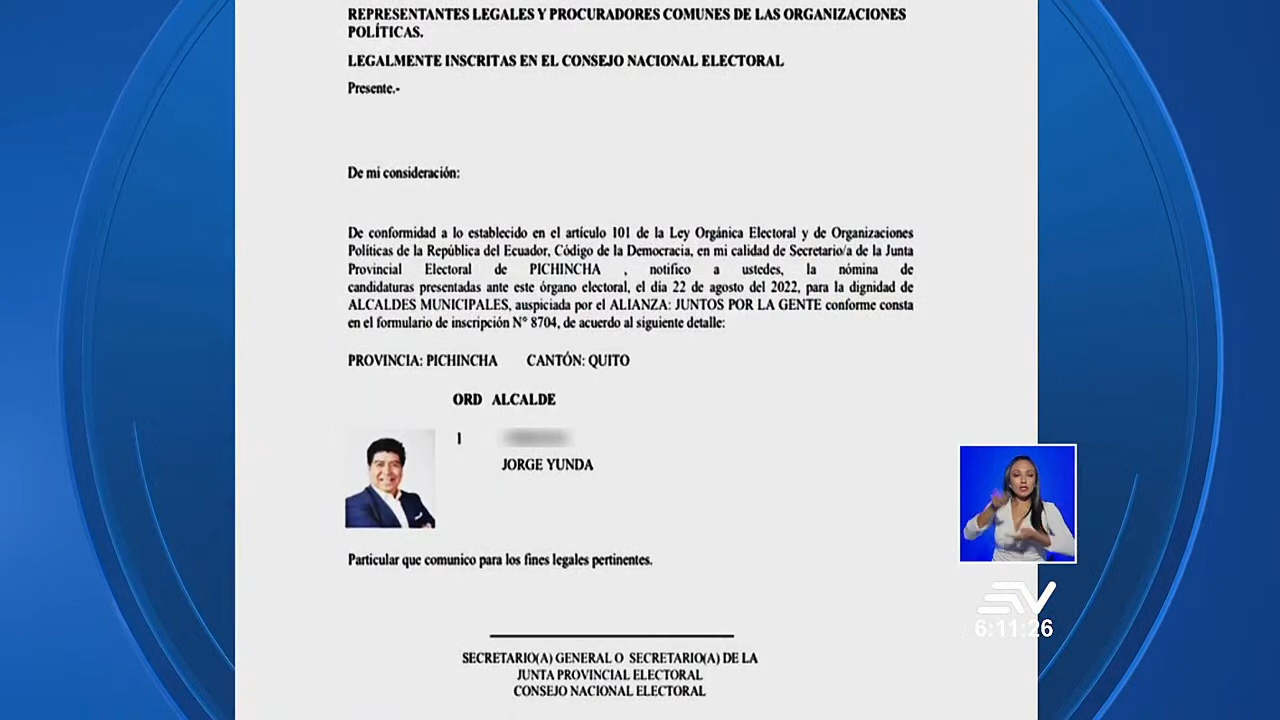 REPRESENTANTES LEGALES Y PROCURADORES COMUNES DE LAS ORGANIZACIONES
POLÍTICAS.
LEGALMENTE INSCRITAS EN EL CONSEJO NACIONAL ELECTORAL
Presente.-
De mi consideración:
De conformidad a lo establecido en el artículo 101 de la Ley Orgánica Electoral y de Organizaciones
Políticas de la República del Ecuador, Código de la Democracia, en mi calidad de Secretario/a de la Junta
Provincial Electoral de PICHINCHA , notifico a ustedes, la nómina de
candidaturas presentadas ante este órgano electoral, el día 22 de agosto del 2022, para la dignidad de
ALCALDES MUNICIPALES, auspiciada por el ALIANZA: JUNTOS POR LA GENTE conforme consta
en el formulario de inscripción N° 8704, de acuerdo al siguiente detalle:
PROVINCIA: PICHINCHA CANTÓN: QUITO
ORD ALCALDE
1
JORGE YUNDA
Particular que comunico para los fines legales pertinentes.
SECRETARIO(A) GENERAL O SECRETARIO(A) DE LA
JUNTA PROVINCIAL ELECTORAL
CONSEJO NACIONAL ELECTORAL
6:11:26